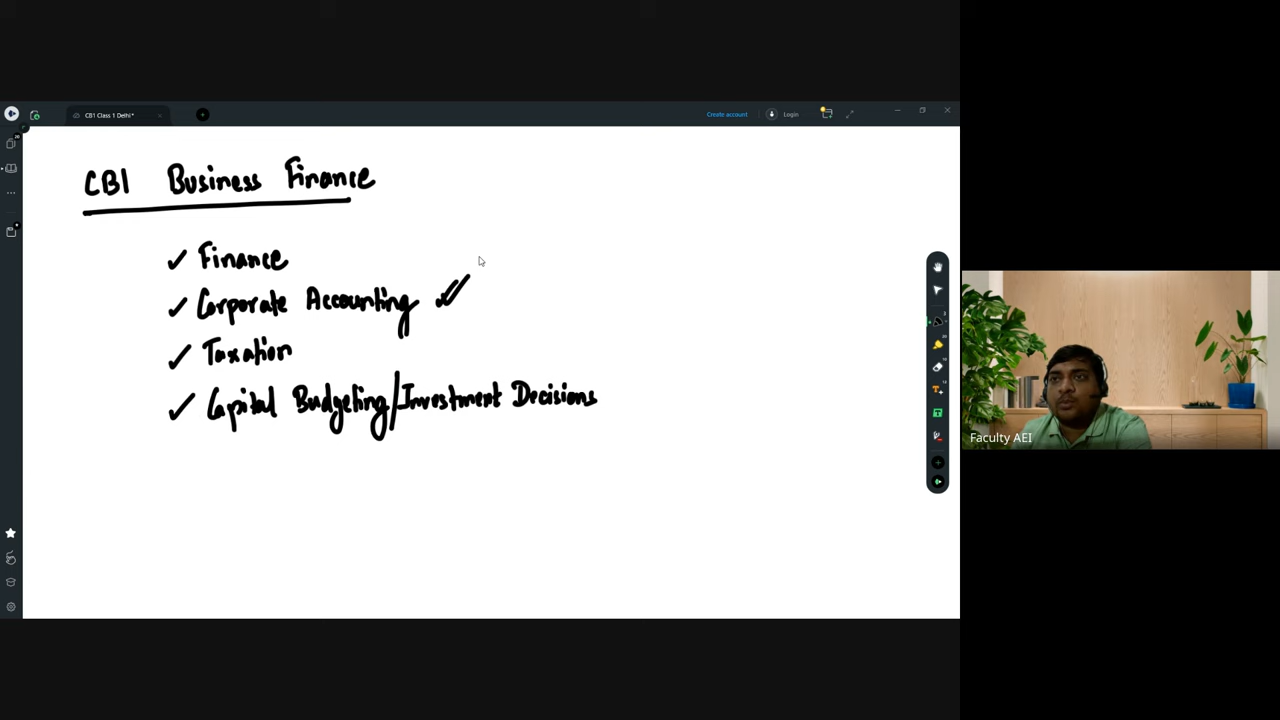 CB1 Class 1 Delhi*
Create account
Login
CB1 Business Finance
✓ Finance
✓ Corporate Accounting ✓✓
✓ Taxation
✓ Capital Budgeting/Investment Decisions
Faculty AEI